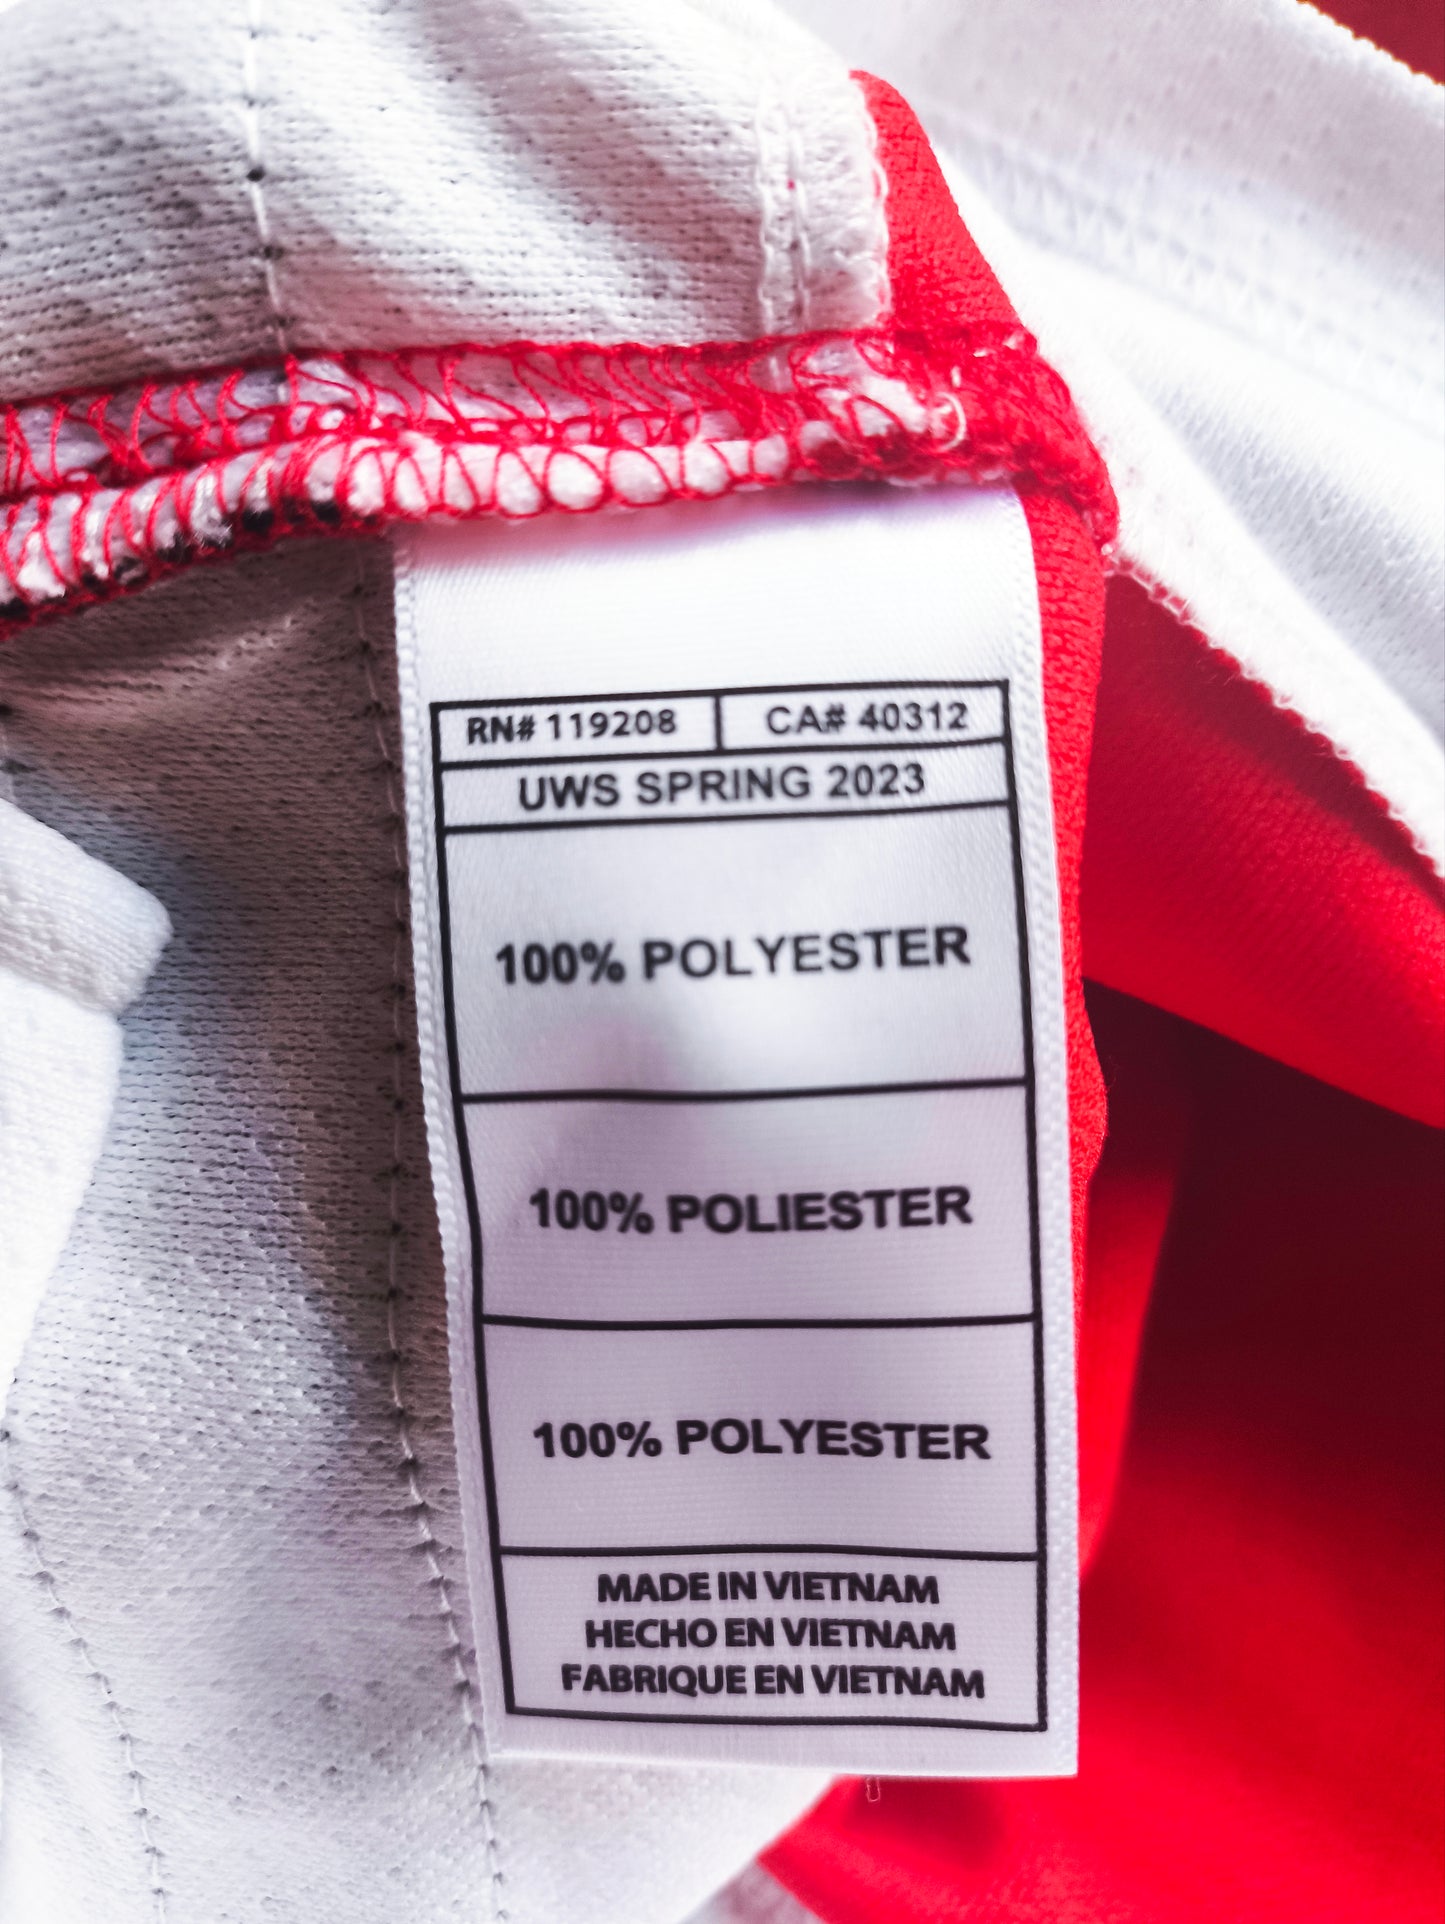 RN# 119208 CA# 40312
UWS SPRING 2023
100% POLYESTER
100% POLIESTER
100% POLYESTER
MADE IN VIETNAM
HECHO EN VIETNAM
FABRIQUE EN VIETNAM